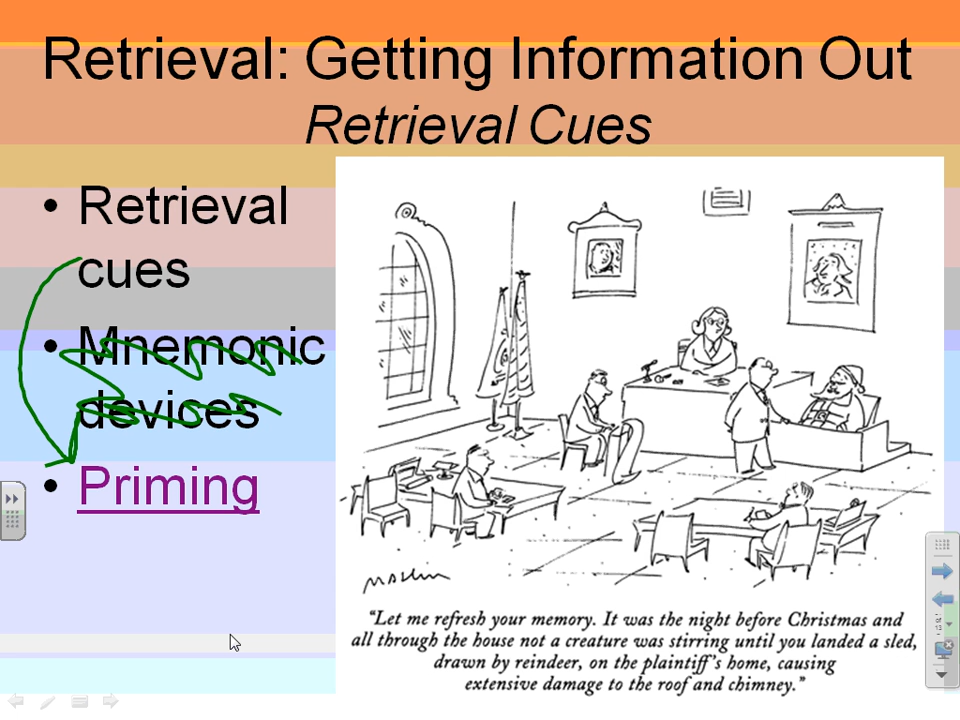 Retrieval: Getting Information Out
Retrieval Cues
• Retrieval
cues
• Mnemonic
devices
• Priming
"Let me refresh your memory. It was the night before Christmas and
all through the house not a creature was stirring until you landed a sled,
drawn by reindeer, on the plaintiff's home, causing
extensive damage to the roof and chimney."